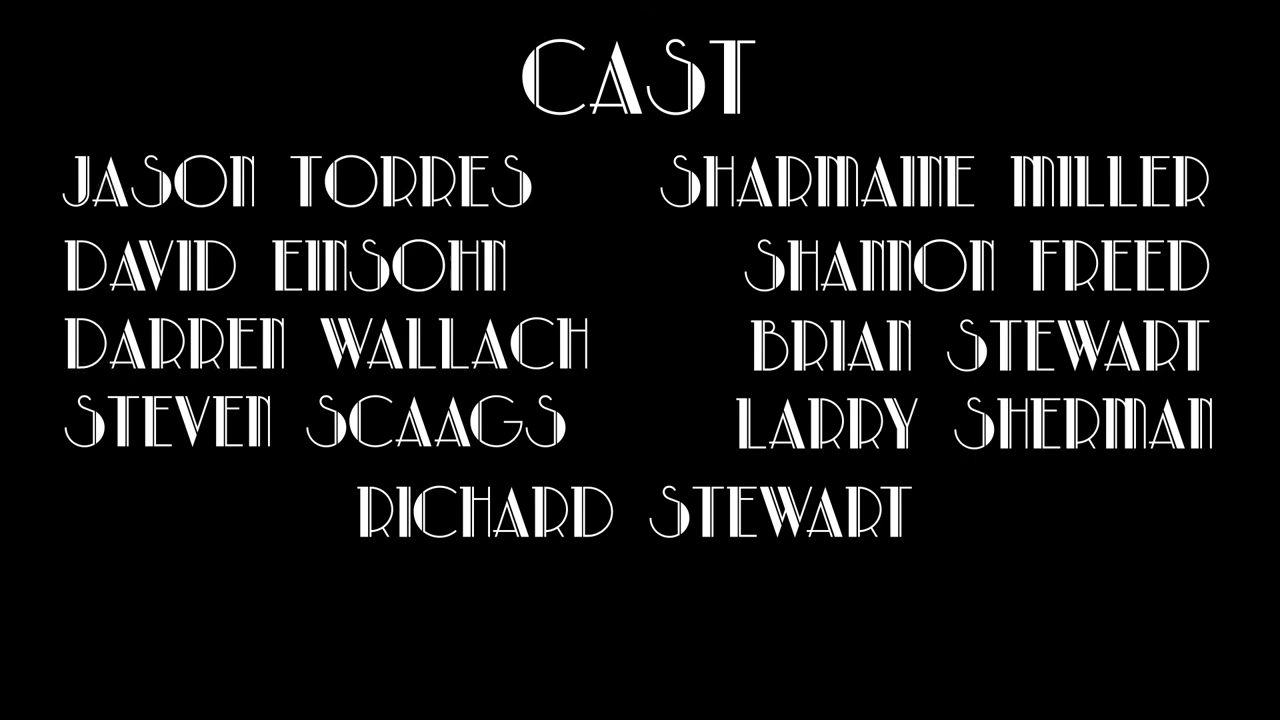 CAST
JASON TORRES SHARMAINE MILLER
DAVID EINSOHN SHANNON FREED
DARREN WALLACH BRIAN STEWART
STEVEN SCAAGS LARRY SHERMAN
RICHARD STEWART